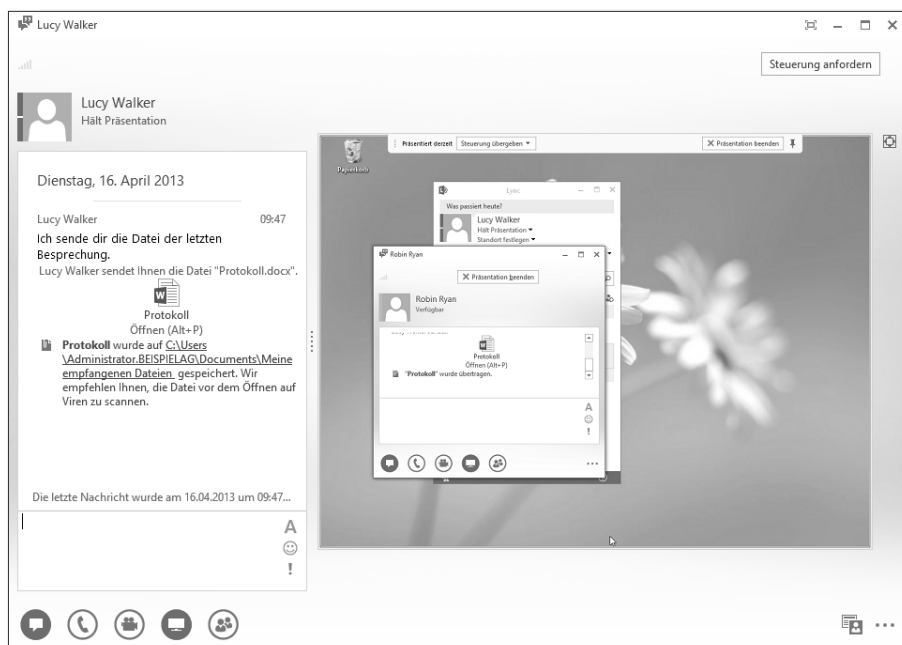 Lucy Walker
Steuerung anfordern
Lucy Walker
Hält Präsentation
Dienstag, 16. April 2013
Lucy Walker 09:47
Ich sende dir die Datei der letzten
Besprechung.
Lucy Walker sendet Ihnen die Datei "Protokoll.docx".
Protokoll
Öffnen (Alt+P)
Protokoll wurde auf C:\Users
\Administrator.BEISPIELAG\Documents\Meine
empfangenen Dateien gespeichert. Wir
empfehlen Ihnen, die Datei vor dem Öffnen auf
Viren zu scannen.
Die letzte Nachricht wurde am 16.04.2013 um 09:47...
A
!
Papierkorb
Präsentiert derzeit Steuerung übergeben Präsentation beenden
Lync
Was passiert heute?
Lucy Walker
Hält Präsentation
Standort festlegen
Robin Ryan
Präsentation beenden
Robin Ryan
Verfügbar
Protokoll
Öffnen (Alt+P)
"Protokoll" wurde übertragen.
A
!